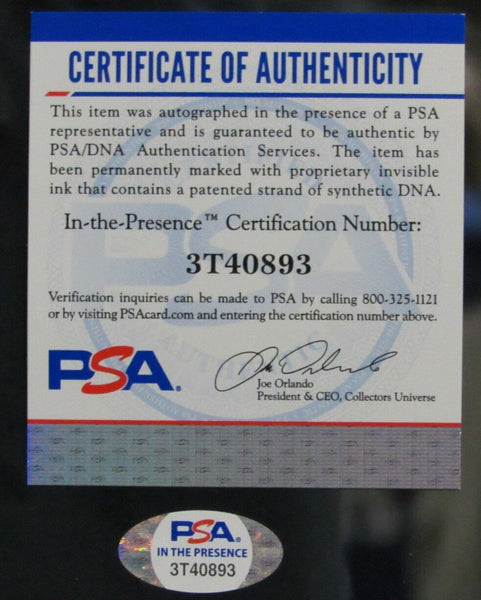 CERTIFICATE OF AUTHENTICITY
This item was autographed in the presence of a PSA
representative and is guaranteed to be authentic by
PSA/DNA Authentication Services. The item has
been permanently marked with proprietary invisible
ink that contains a patented strand of synthetic DNA.
In-the-Presence™ Certification Number:
3T40893
Verification inquiries can be made to PSA by calling 800-325-1121
or by visiting PSAcard.com and entering the certification number above.
PSA.
Joe Orlando
President & CEO, Collectors Universe
PSA.
IN THE PRESENCE
3T40893